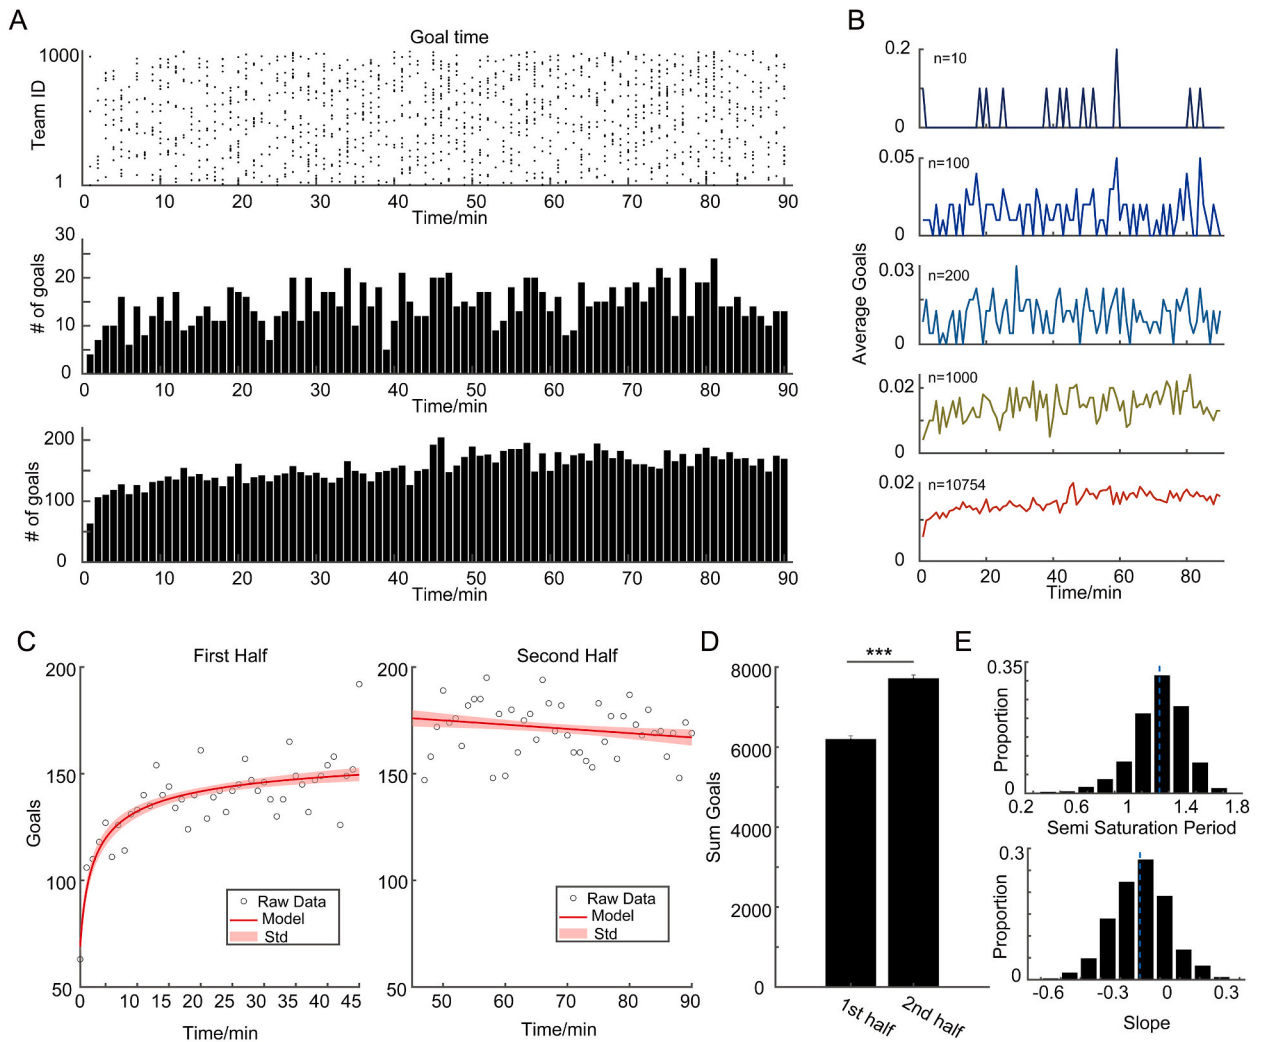 A
Goal time
1000
Team ID
1
0 10 20 30 40 50 60 70 80 90
Time/min
30
20
10
0
# of goals
0 10 20 30 40 50 60 70 80 90
Time/min
200
100
0
# of goals
0 10 20 30 40 50 60 70 80 90
Time/min
B
Average Goals
0.2
n=10
0
0.05
n=100
0
0.03
n=200
0
0.02
n=1000
0
0.02
n=10754
0
0 20 40 60 80
Time/min
C
First Half
200
150
100
50
Goals
Raw Data
Model
Std
0 10 15 20 25 30 35 40 45
Time/min
Second Half
200
150
100
50
Raw Data
Model
Std
50 60 70 80 90
Time/min
D
***
8000
6000
4000
2000
0
Sum Goals
1st half
2nd half
E
0.35
0
Proportion
0.2 0.6 1 1.4 1.8
Semi Saturation Period
0.3
0
Proportion
-0.6 -0.3 0 0.3
Slope